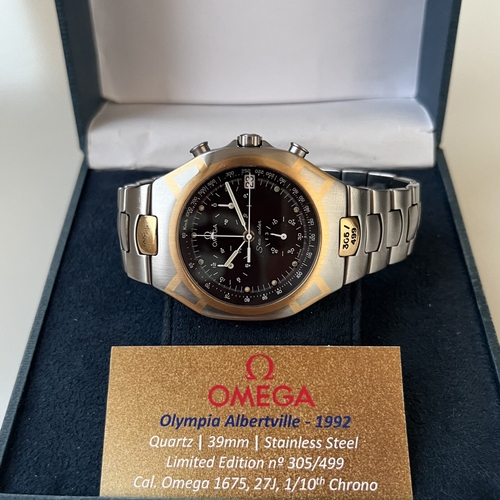 OMEGA
Seamaster
305/
499
OMEGA
Olympia Albertville - 1992
Quartz | 39mm | Stainless Steel
Limited Edition nº 305/499
Cal. Omega 1675, 27J, 1/10th Chrono